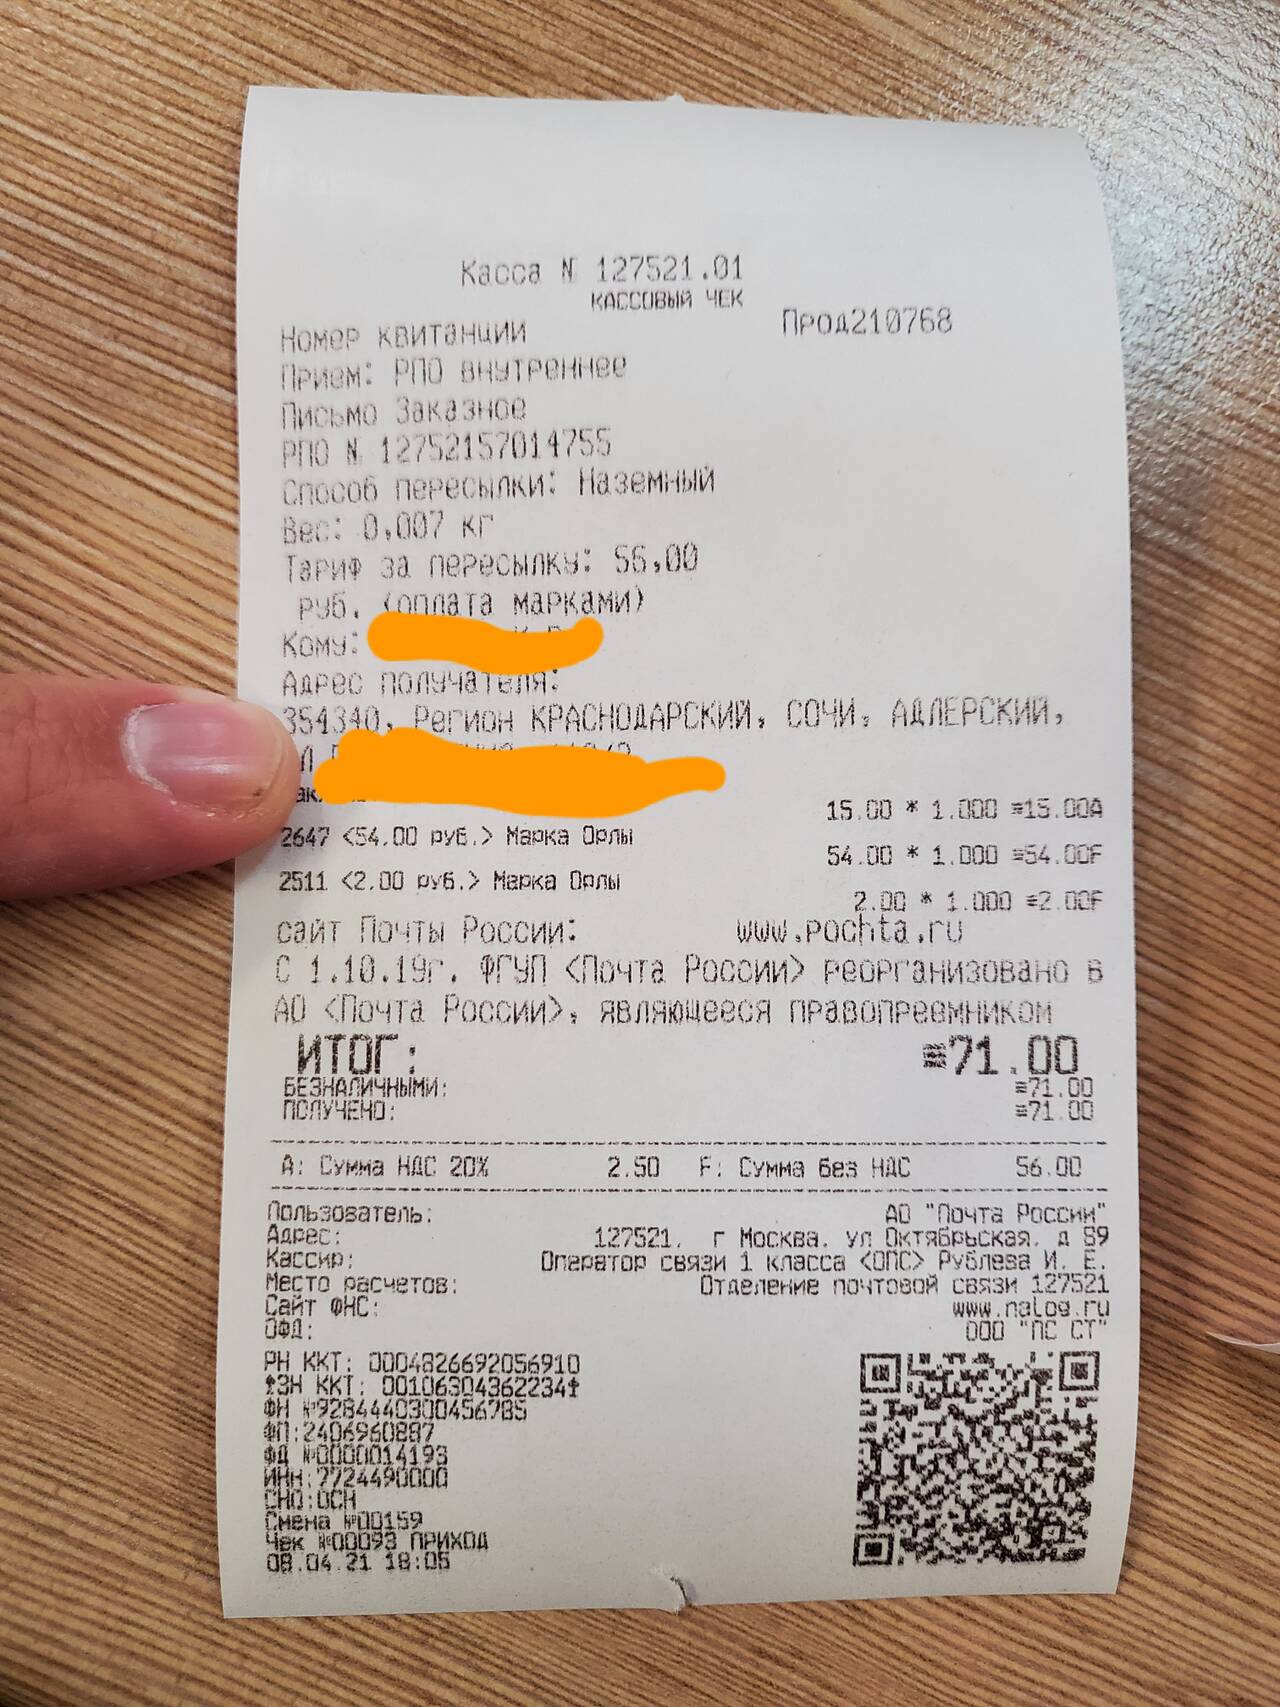 Касса N 127521.01
КАССОВЫЙ ЧЕК
Номер квитанции Прод210768
Прием: РПО внутреннее
Письмо Заказное
РПО N 12752157014755
Способ пересылки: Наземный
Вес: 0,007 кг
Тариф за пересылку: 56,00
руб. (оплата марками)
Кому:
Адрес получателя:
354340, Регион КРАСНОДАРСКИЙ, СОЧИ, АДЛЕРСКИЙ,
15.00 * 1.000 ≡15.00A
2647 <54.00 руб.> Марка Орлы
54.00 * 1.000 ≡54.00F
2511 <2.00 руб.> Марка Орлы
2.00 * 1.000 ≡2.00F
сайт Почты России: www.pochta.ru
С 1.10.19г. ФГУП <Почта России> реорганизовано в
АО <Почта России>, являющееся правопреемником
ИТОГ: ≡71.00
БЕЗНАЛИЧНЫМИ: ≡71.00
ПОЛУЧЕНО: ≡71.00
A: Сумма НДС 20% 2.50 F: Сумма без НДС 56.00
Пользователь: АО "Почта России"
Адрес: 127521, г Москва, ул Октябрьская, д 89
Кассир: Оператор связи 1 класса <ОПС> Рублева И. Е.
Место расчетов: Отделение почтовой связи 127521
Сайт ФНС: www.nalog.ru
ОФД: ООО "ПС СТ"
РН ККТ: 0004826692056910
ЗН ККТ: 00106304362234
ФН №9284440300456785
ФП:2406960887
ФД №0000014193
ИНН:7724490000
СНО:ОСН
Смена №00159
Чек №00093 ПРИХОД
08.04.21 18:05